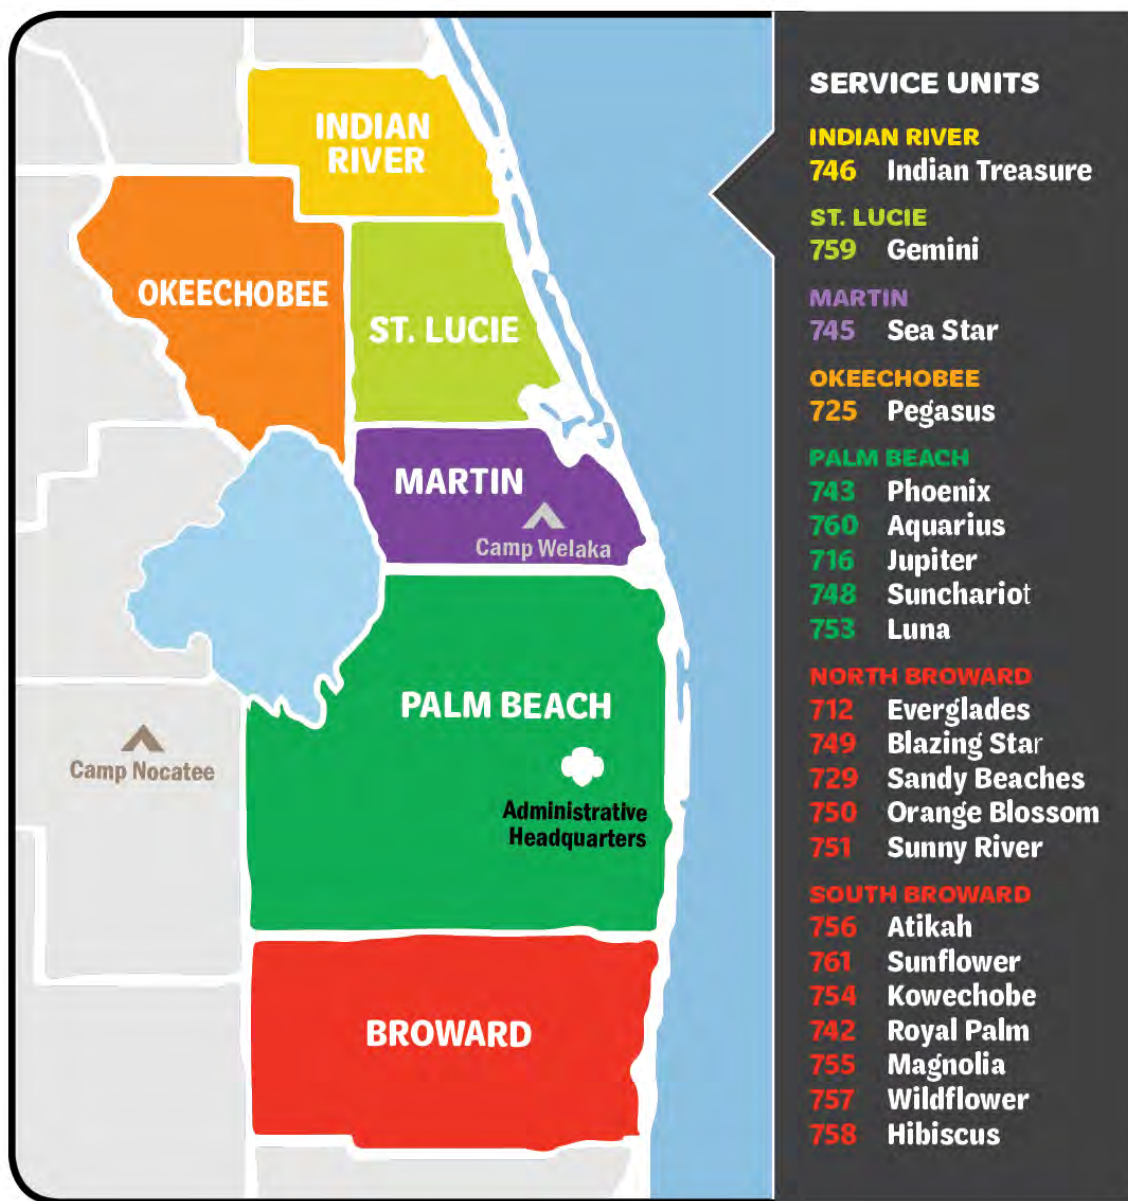 INDIAN
RIVER
OKEECHOBEE
ST. LUCIE
MARTIN
Camp Welaka
PALM BEACH
Camp Nocatee
Administrative
Headquarters
BROWARD
SERVICE UNITS
INDIAN RIVER
746 Indian Treasure
ST. LUCIE
759 Gemini
MARTIN
745 Sea Star
OKEECHOBEE
725 Pegasus
PALM BEACH
743 Phoenix
760 Aquarius
716 Jupiter
748 Sunchariot
753 Luna
NORTH BROWARD
712 Everglades
749 Blazing Star
729 Sandy Beaches
750 Orange Blossom
751 Sunny River
SOUTH BROWARD
756 Atikah
761 Sunflower
754 Kowechobe
742 Royal Palm
755 Magnolia
757 Wildflower
758 Hibiscus